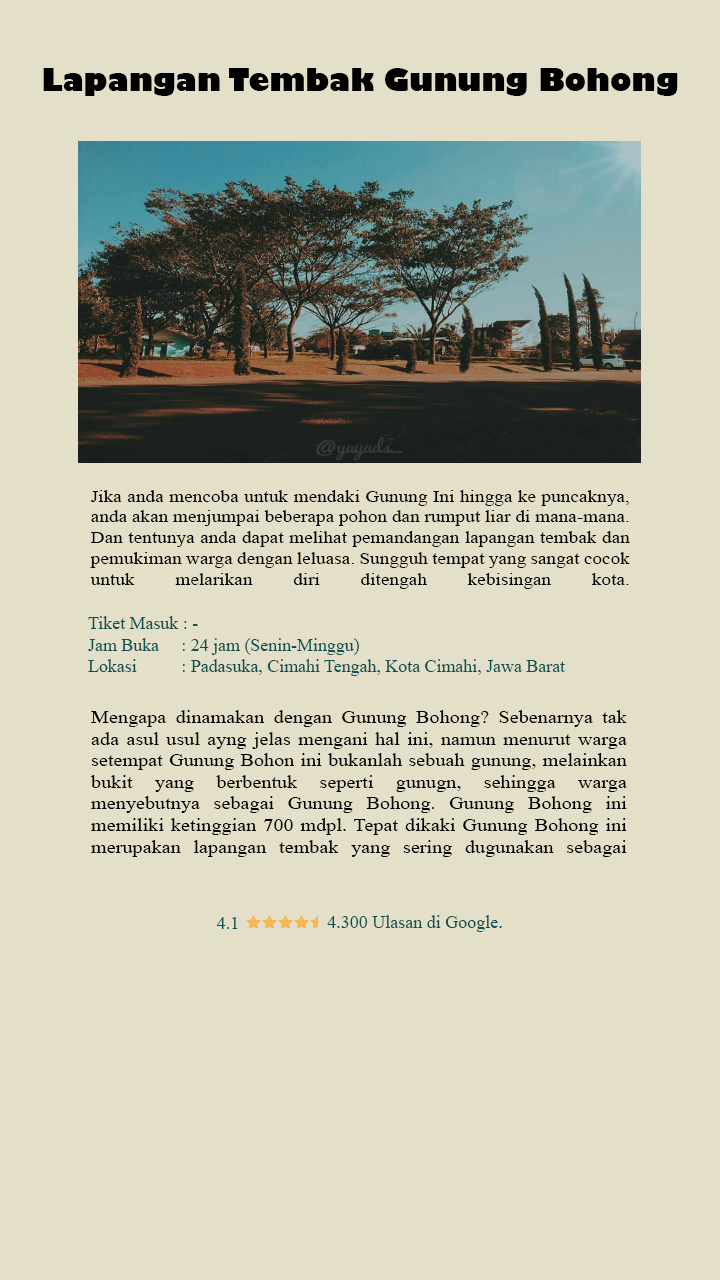 Lapangan Tembak Gunung Bohong
@yayads_
Jika anda mencoba untuk mendaki Gunung Ini hingga ke puncaknya,
anda akan menjumpai beberapa pohon dan rumput liar di mana-mana.
Dan tentunya anda dapat melihat pemandangan lapangan tembak dan
pemukiman warga dengan leluasa. Sungguh tempat yang sangat cocok
untuk melarikan diri ditengah kebisingan kota.
Tiket Masuk : -
Jam Buka : 24 jam (Senin-Minggu)
Lokasi : Padasuka, Cimahi Tengah, Kota Cimahi, Jawa Barat
Mengapa dinamakan dengan Gunung Bohong? Sebenarnya tak
ada asul usul ayng jelas mengani hal ini, namun menurut warga
setempat Gunung Bohon ini bukanlah sebuah gunung, melainkan
bukit yang berbentuk seperti gunugn, sehingga warga
menyebutnya sebagai Gunung Bohong. Gunung Bohong ini
memiliki ketinggian 700 mdpl. Tepat dikaki Gunung Bohong ini
merupakan lapangan tembak yang sering dugunakan sebagai
4.1 4.300 Ulasan di Google.